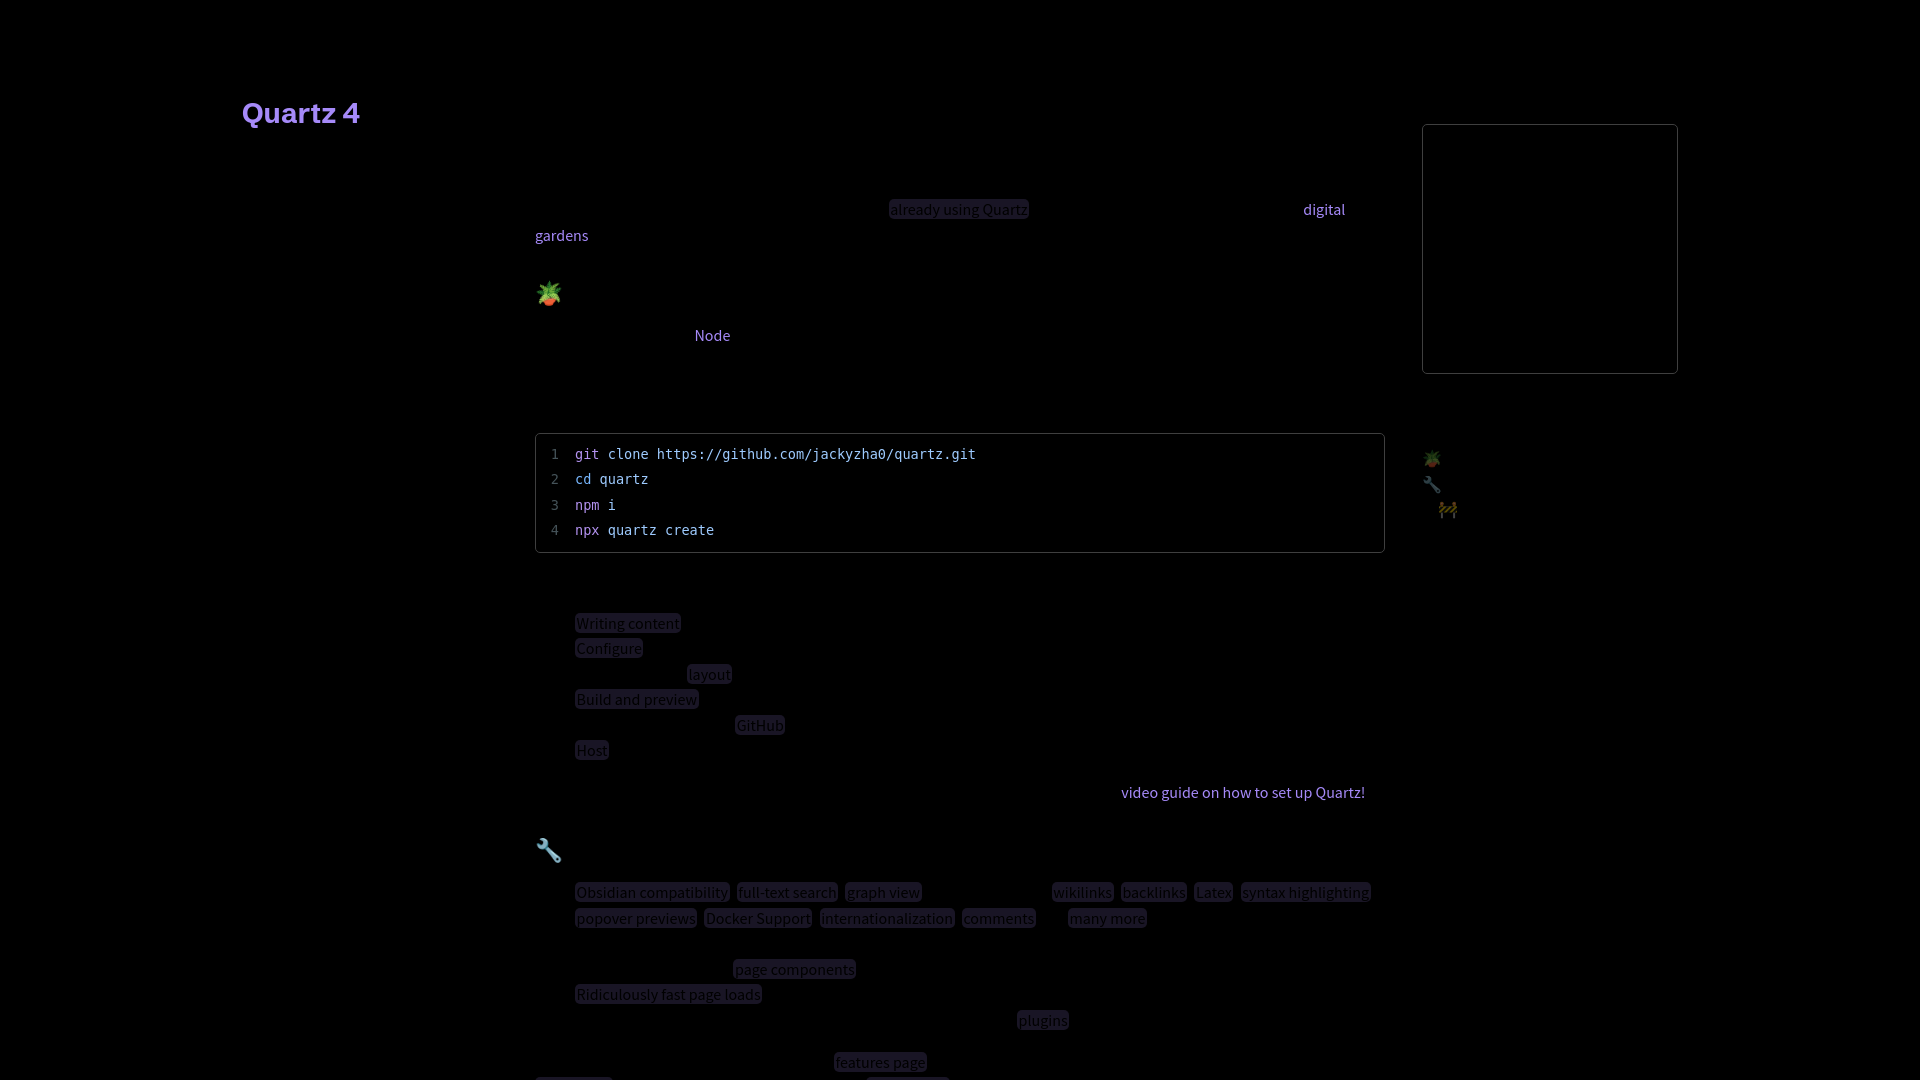 Quartz 4
already using Quartz digital
gardens
🪴
Node
1 git clone https://github.com/jackyzha0/quartz.git
2 cd quartz
3 npm i
4 npx quartz create
🪴
🔧
🚧
Writing content
Configure
layout
Build and preview
GitHub
Host
video guide on how to set up Quartz!
🔧
Obsidian compatibility full-text search graph view wikilinks backlinks Latex syntax highlighting
popover previews Docker Support internationalization comments many more
page components
Ridiculously fast page loads
plugins
features page